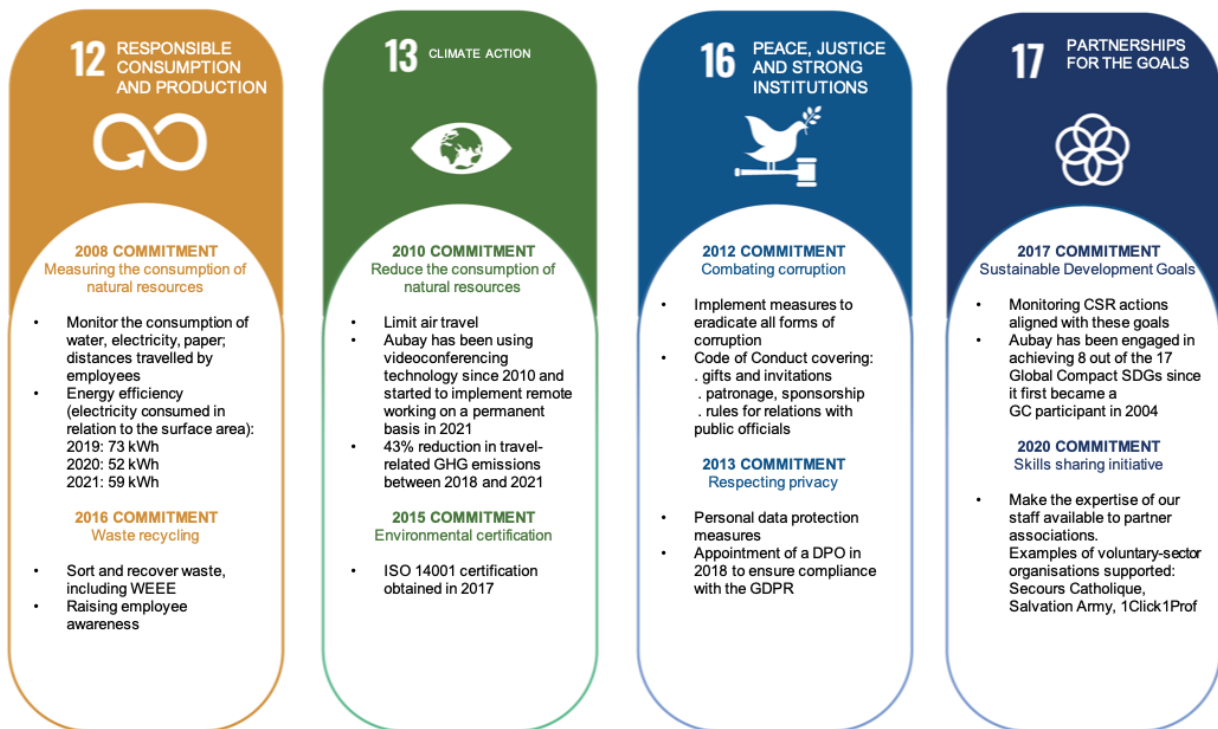 12 RESPONSIBLE
CONSUMPTION
AND PRODUCTION
2008 COMMITMENT
Measuring the consumption of
natural resources
• Monitor the consumption of
water, electricity, paper;
distances travelled by
employees
• Energy efficiency
(electricity consumed in
relation to the surface area):
2019: 73 kWh
2020: 52 kWh
2021: 59 kWh
2016 COMMITMENT
Waste recycling
• Sort and recover waste,
including WEEE
• Raising employee
awareness
13 CLIMATE ACTION
2010 COMMITMENT
Reduce the consumption of
natural resources
• Limit air travel
• Aubay has been using
videoconferencing
technology since 2010 and
started to implement remote
working on a permanent
basis in 2021
• 43% reduction in travel-
related GHG emissions
between 2018 and 2021
2015 COMMITMENT
Environmental certification
• ISO 14001 certification
obtained in 2017
16 PEACE, JUSTICE
AND STRONG
INSTITUTIONS
2012 COMMITMENT
Combating corruption
• Implement measures to
eradicate all forms of
corruption
• Code of Conduct covering:
. gifts and invitations
. patronage, sponsorship
. rules for relations with
public officials
2013 COMMITMENT
Respecting privacy
• Personal data protection
measures
• Appointment of a DPO in
2018 to ensure compliance
with the GDPR
17 PARTNERSHIPS
FOR THE GOALS
2017 COMMITMENT
Sustainable Development Goals
• Monitoring CSR actions
aligned with these goals
• Aubay has been engaged in
achieving 8 out of the 17
Global Compact SDGs since
it first became a
GC participant in 2004
2020 COMMITMENT
Skills sharing initiative
• Make the expertise of our
staff available to partner
associations.
Examples of voluntary-sector
organisations supported:
Secours Catholique,
Salvation Army, 1Click1Prof